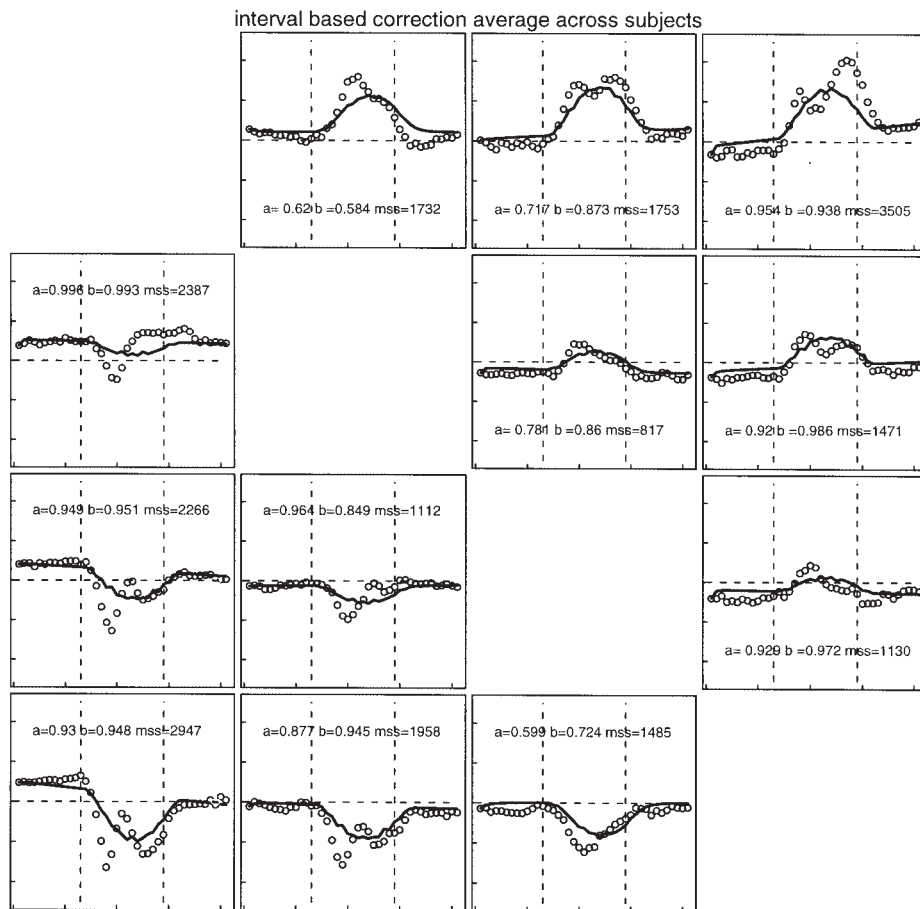 interval based correction average across subjects
a= 0.62 b =0.584 mss=1732
a= 0.717 b =0.873 mss=1753
a= 0.954 b =0.938 mss=3505
a=0.996 b=0.993 mss=2387
a= 0.781 b =0.86 mss=817
a= 0.92 b =0.986 mss=1471
a=0.949 b=0.951 mss=2266
a=0.964 b=0.849 mss=1112
a= 0.929 b =0.972 mss=1130
a=0.93 b=0.948 mss=2947
a=0.877 b=0.945 mss=1958
a=0.599 b=0.724 mss=1485